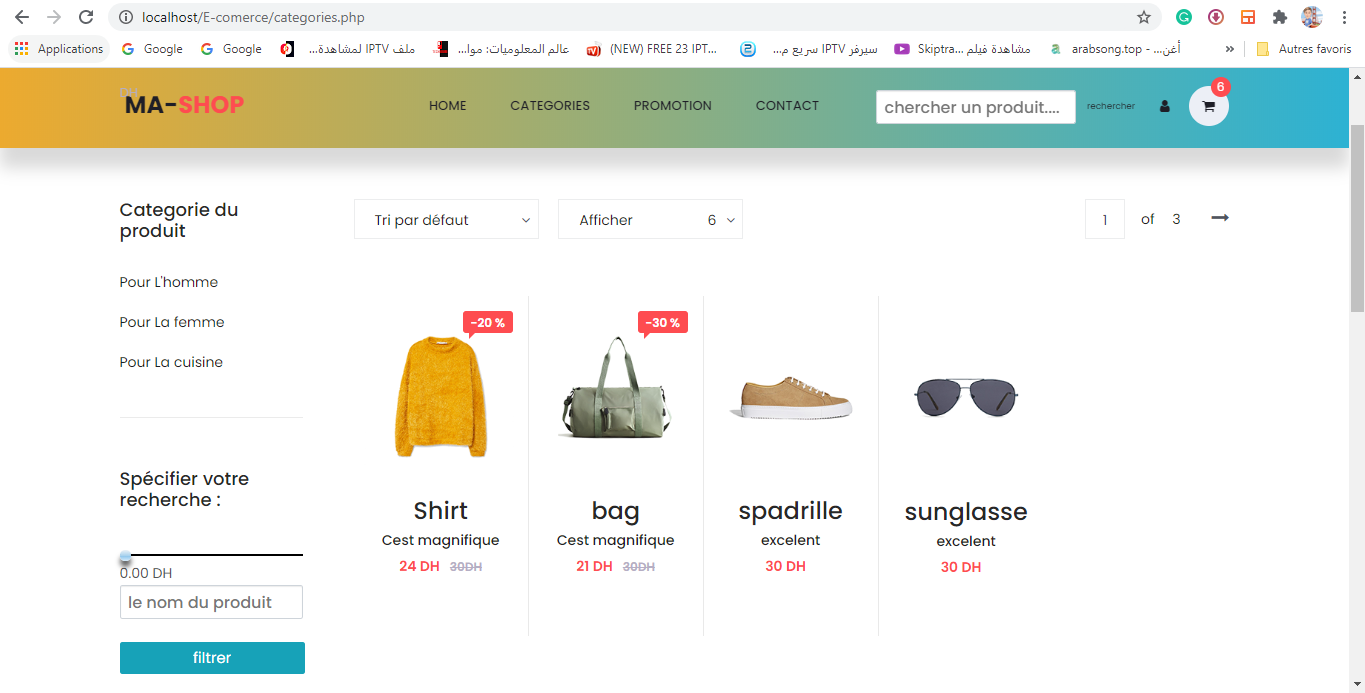 localhost/E-comerce/categories.php
Applications Google Google ...ملف IPTV لمشاهدة ...عالم المعلوميات: موا (NEW) FREE 23 IPT... ...سيرفر IPTV سريع م مشاهدة فيلم ...Skiptra arabsong.top - ...أغن » Autres favoris
DH
MA-SHOP HOME CATEGORIES PROMOTION CONTACT chercher un produit.... rechercher 6
Categorie du
produit
Tri par défaut Afficher 6 1 of 3
Pour L'homme
Pour La femme
Pour La cuisine
-20 % -30 %
Spécifier votre
recherche :
Shirt bag spadrille sunglasse
Cest magnifique Cest magnifique excelent excelent
24 DH 30DH 21 DH 30DH 30 DH 30 DH
0.00 DH
le nom du produit
filtrer